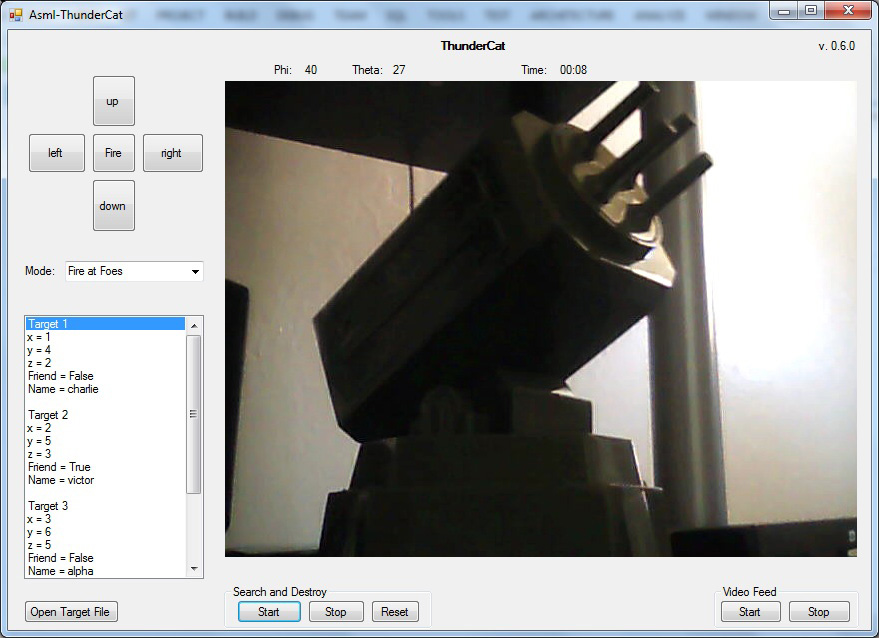 Asml-ThunderCat
ThunderCat
v. 0.6.0
Phi: 40 Theta: 27 Time: 00:08
up
left Fire right
down
Mode: Fire at Foes
Target 1
x = 1
y = 4
z = 2
Friend = False
Name = charlie
Target 2
x = 2
y = 5
z = 3
Friend = True
Name = victor
Target 3
x = 3
y = 6
z = 5
Friend = False
Name = alpha
Open Target File
Search and Destroy
Start Stop Reset
Video Feed
Start Stop